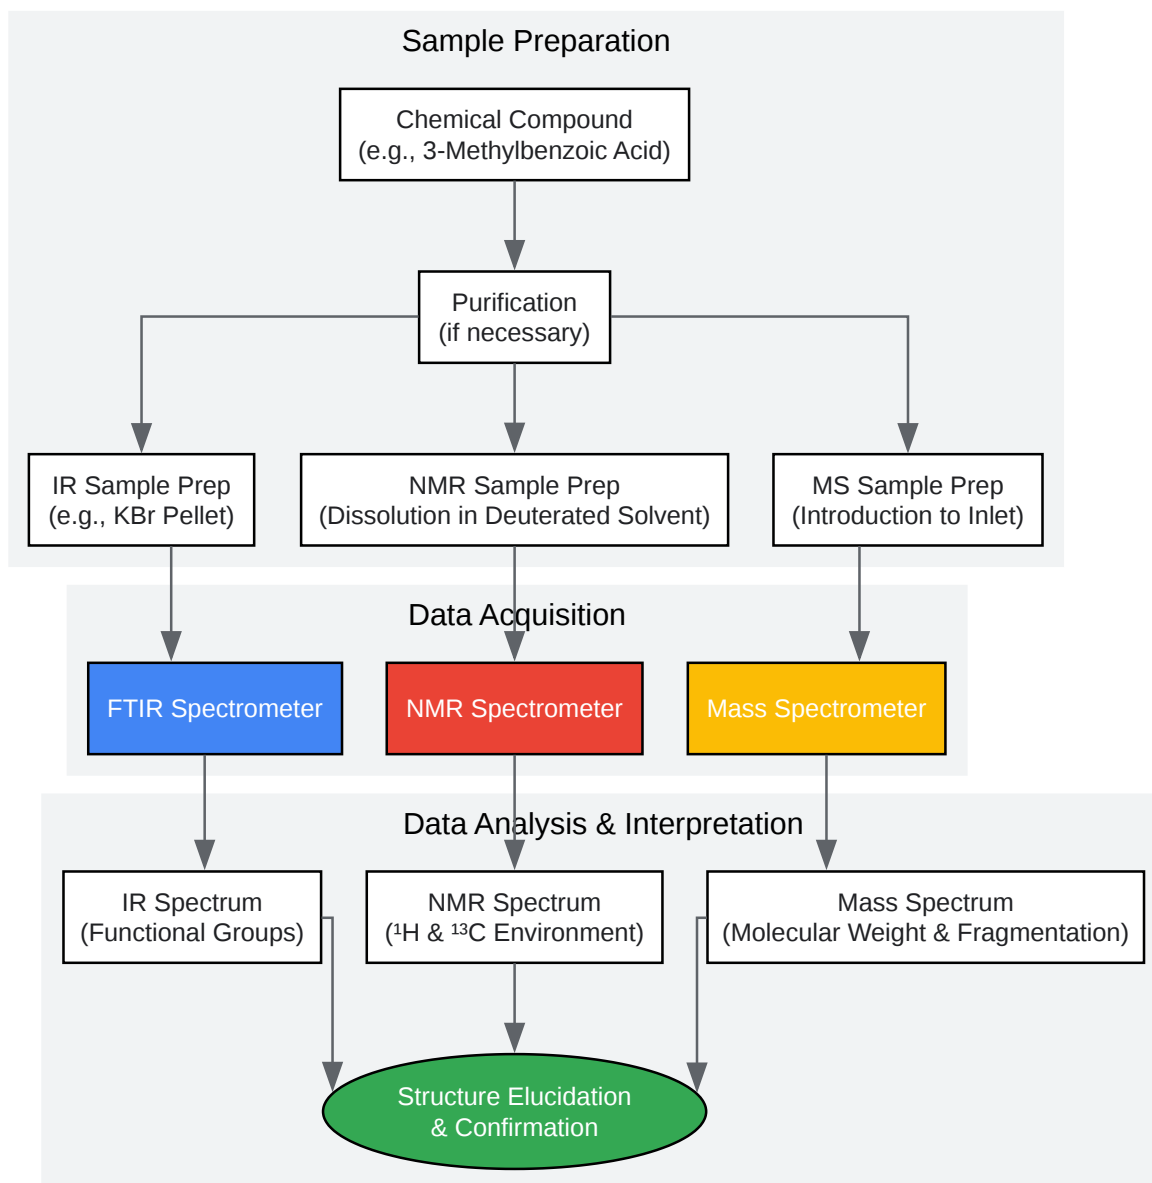 Sample Preparation
Chemical Compound
(e.g., 3-Methylbenzoic Acid)
Purification
(if necessary)
IR Sample Prep
(e.g., KBr Pellet)
NMR Sample Prep
(Dissolution in Deuterated Solvent)
MS Sample Prep
(Introduction to Inlet)
Data Acquisition
FTIR Spectrometer
NMR Spectrometer
Mass Spectrometer
Data Analysis & Interpretation
IR Spectrum
(Functional Groups)
NMR Spectrum
(¹H & ¹³C Environment)
Mass Spectrum
(Molecular Weight & Fragmentation)
Structure Elucidation
& Confirmation